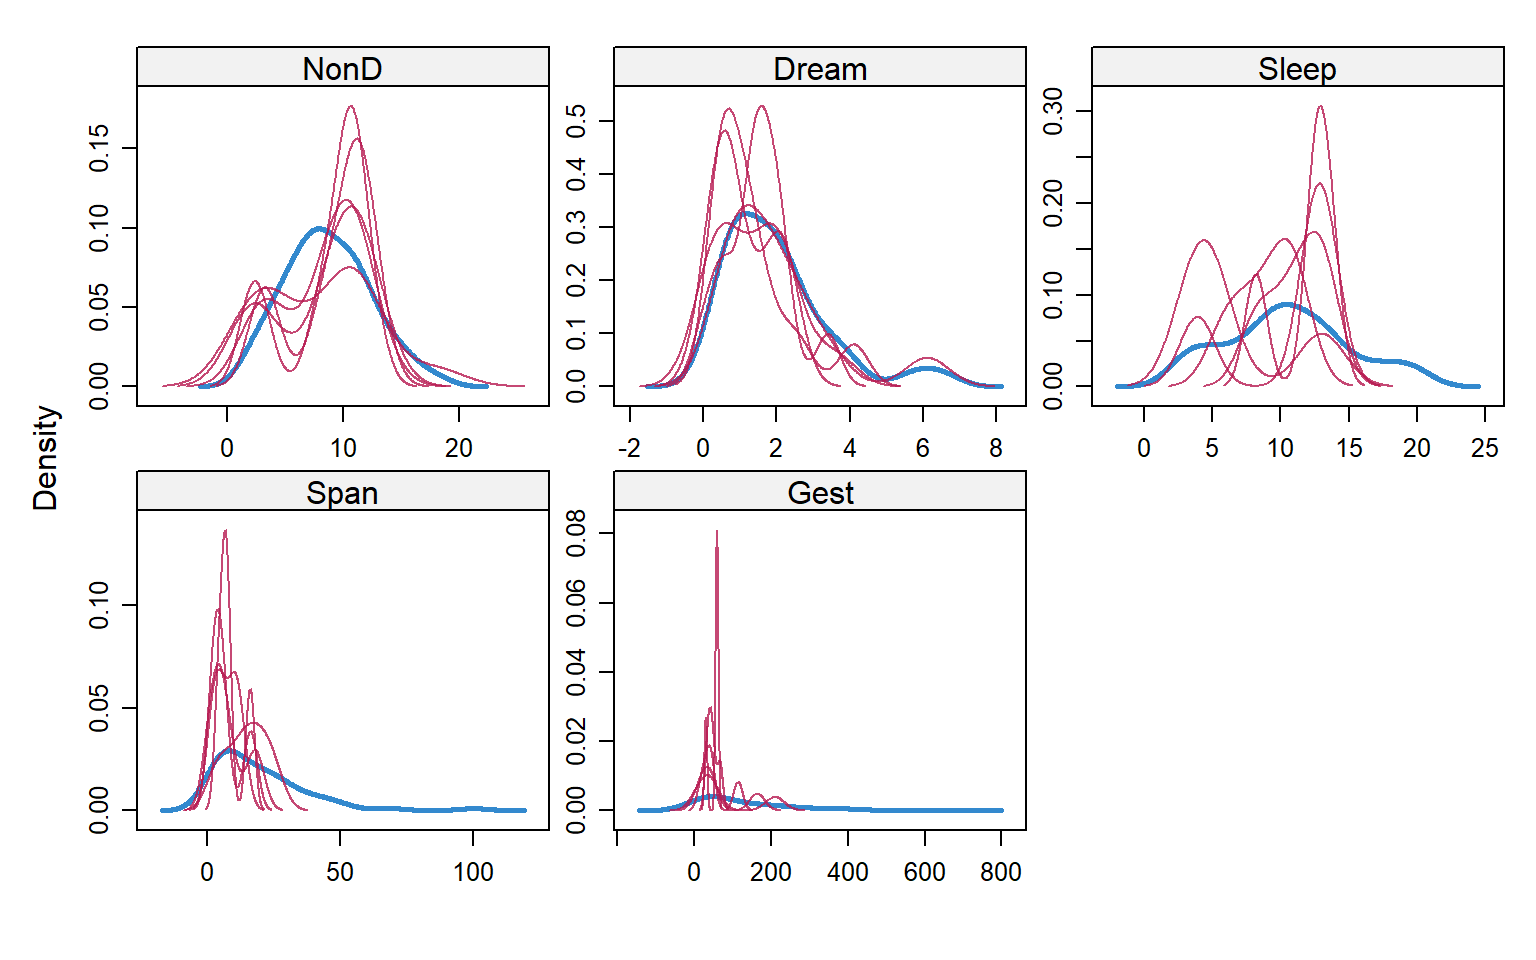 NonD
Dream
Sleep
0.00 0.05 0.10 0.15
0 10 20
0.0 0.1 0.2 0.3 0.4 0.5
-2 0 2 4 6 8
0.00 0.10 0.20 0.30
0 5 10 15 20 25
Density
Span
Gest
0.00 0.05 0.10
0 50 100
0.00 0.02 0.04 0.06 0.08
0 200 400 600 800